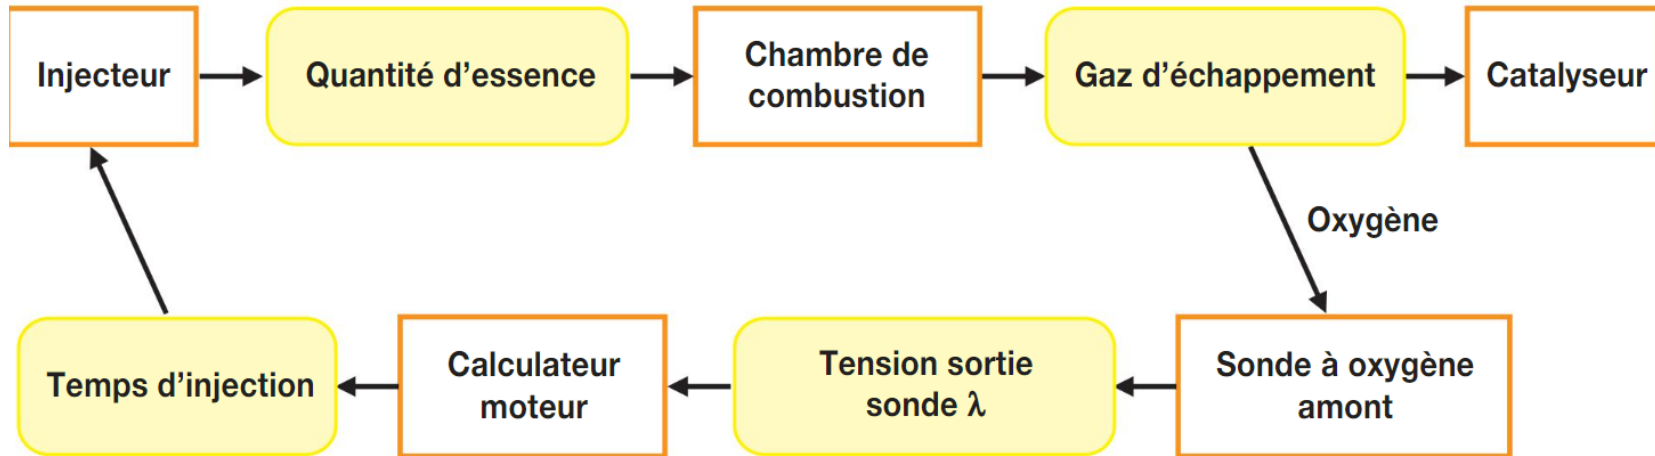 Injecteur
Quantité d’essence
Chambre de
combustion
Gaz d’échappement
Catalyseur
Oxygène
Temps d’injection
Calculateur
moteur
Tension sortie
sonde λ
Sonde à oxygène
amont